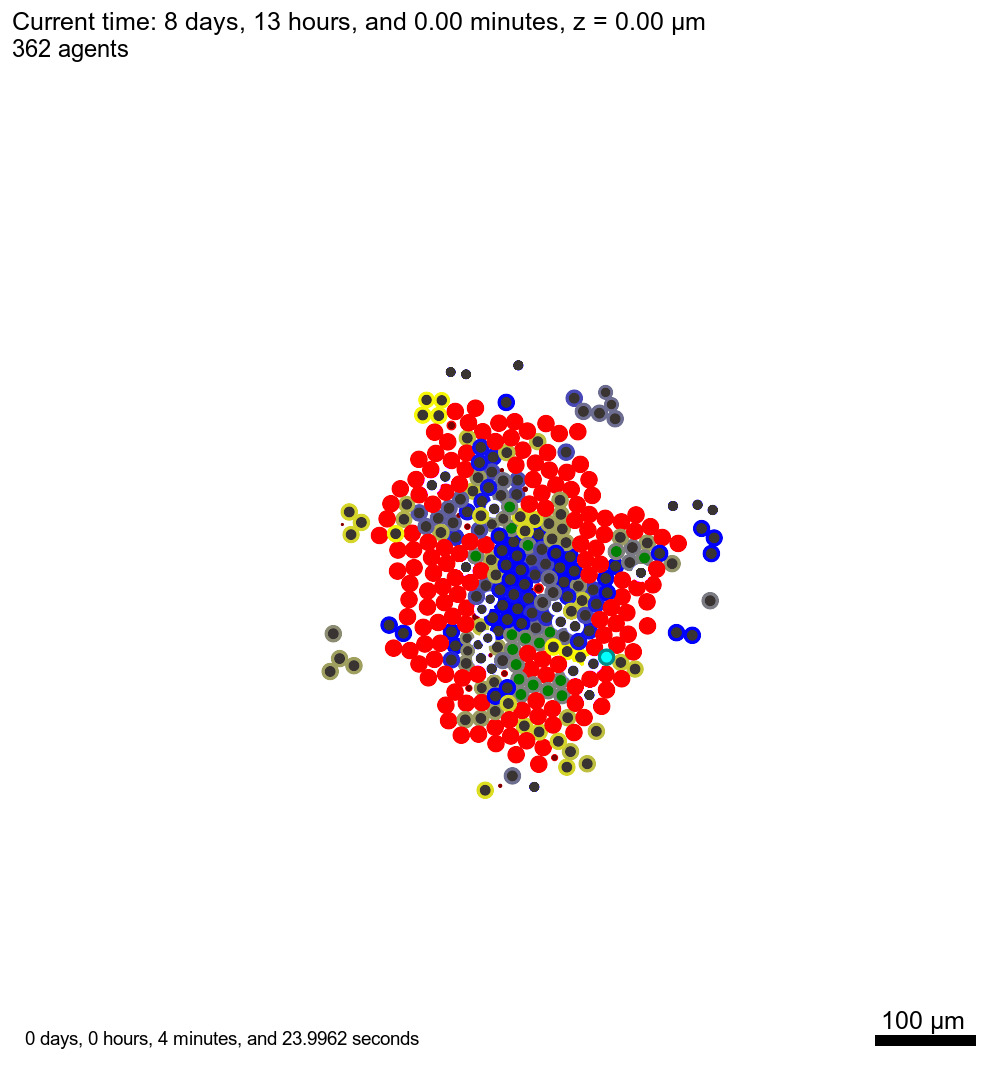 Current time: 8 days, 13 hours, and 0.00 minutes, z = 0.00 µm
362 agents
100 µm
0 days, 0 hours, 4 minutes, and 23.9962 seconds